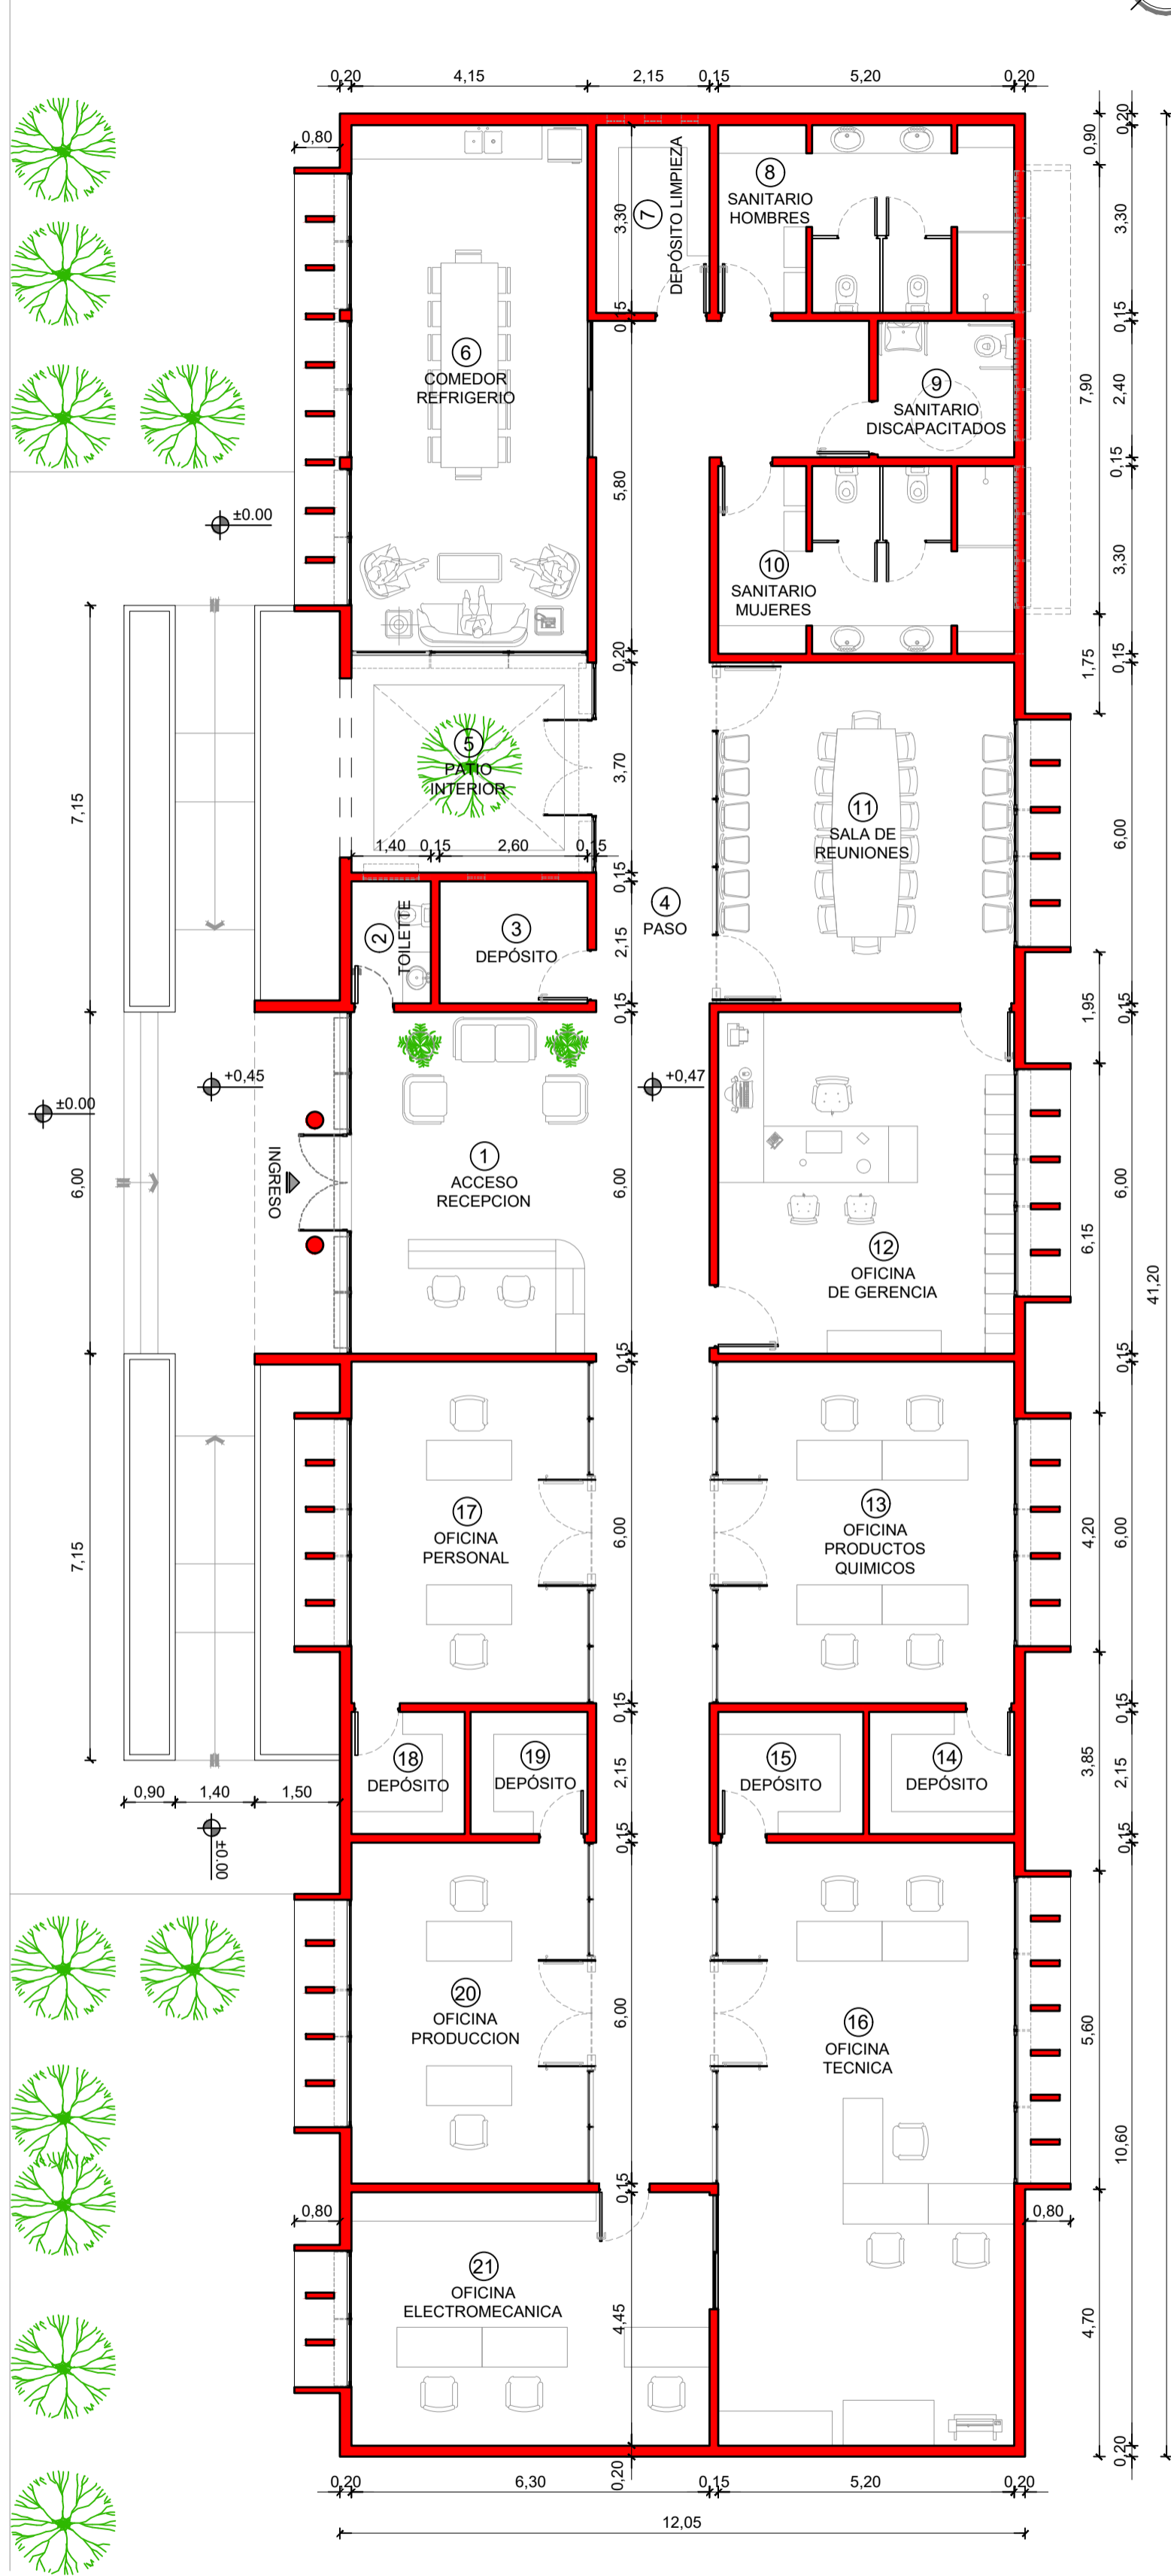 0,20
4,15
2,15
0,15
5,20
0,20
0,80
0,90
0,20
7
DEPÓSITO LIMPIEZA
3,30
8
SANITARIO
HOMBRES
3,30
0,15
0,15
6
COMEDOR
REFRIGERIO
9
SANITARIO
DISCAPACITADOS
7,90
2,40
0,15
5,80
±0.00
10
SANITARIO
MUJERES
3,30
0,20
1,75
0,15
5
PATIO
INTERIOR
3,70
7,15
11
SALA DE
REUNIONES
6,00
1,40
0,15
2,60
0,15
0,15
2
TOILETTE
3
DEPÓSITO
4
PASO
2,15
0,15
1,95
0,15
+0,45
±0.00
+0,47
INGRESO
1
ACCESO
RECEPCION
6,00
6,00
6,00
6,15
12
OFICINA
DE GERENCIA
41,20
0,15
0,15
17
OFICINA
PERSONAL
6,00
13
OFICINA
PRODUCTOS
QUIMICOS
4,20
6,00
7,15
0,15
0,15
18
DEPÓSITO
19
DEPÓSITO
2,15
15
DEPÓSITO
14
DEPÓSITO
3,85
2,15
0,90
1,40
1,50
±0.00
0,15
0,15
20
OFICINA
PRODUCCION
6,00
16
OFICINA
TECNICA
5,60
10,60
0,15
0,80
0,80
21
OFICINA
ELECTROMECANICA
4,45
4,70
0,20
0,20
0,20
6,30
0,15
5,20
0,20
12,05